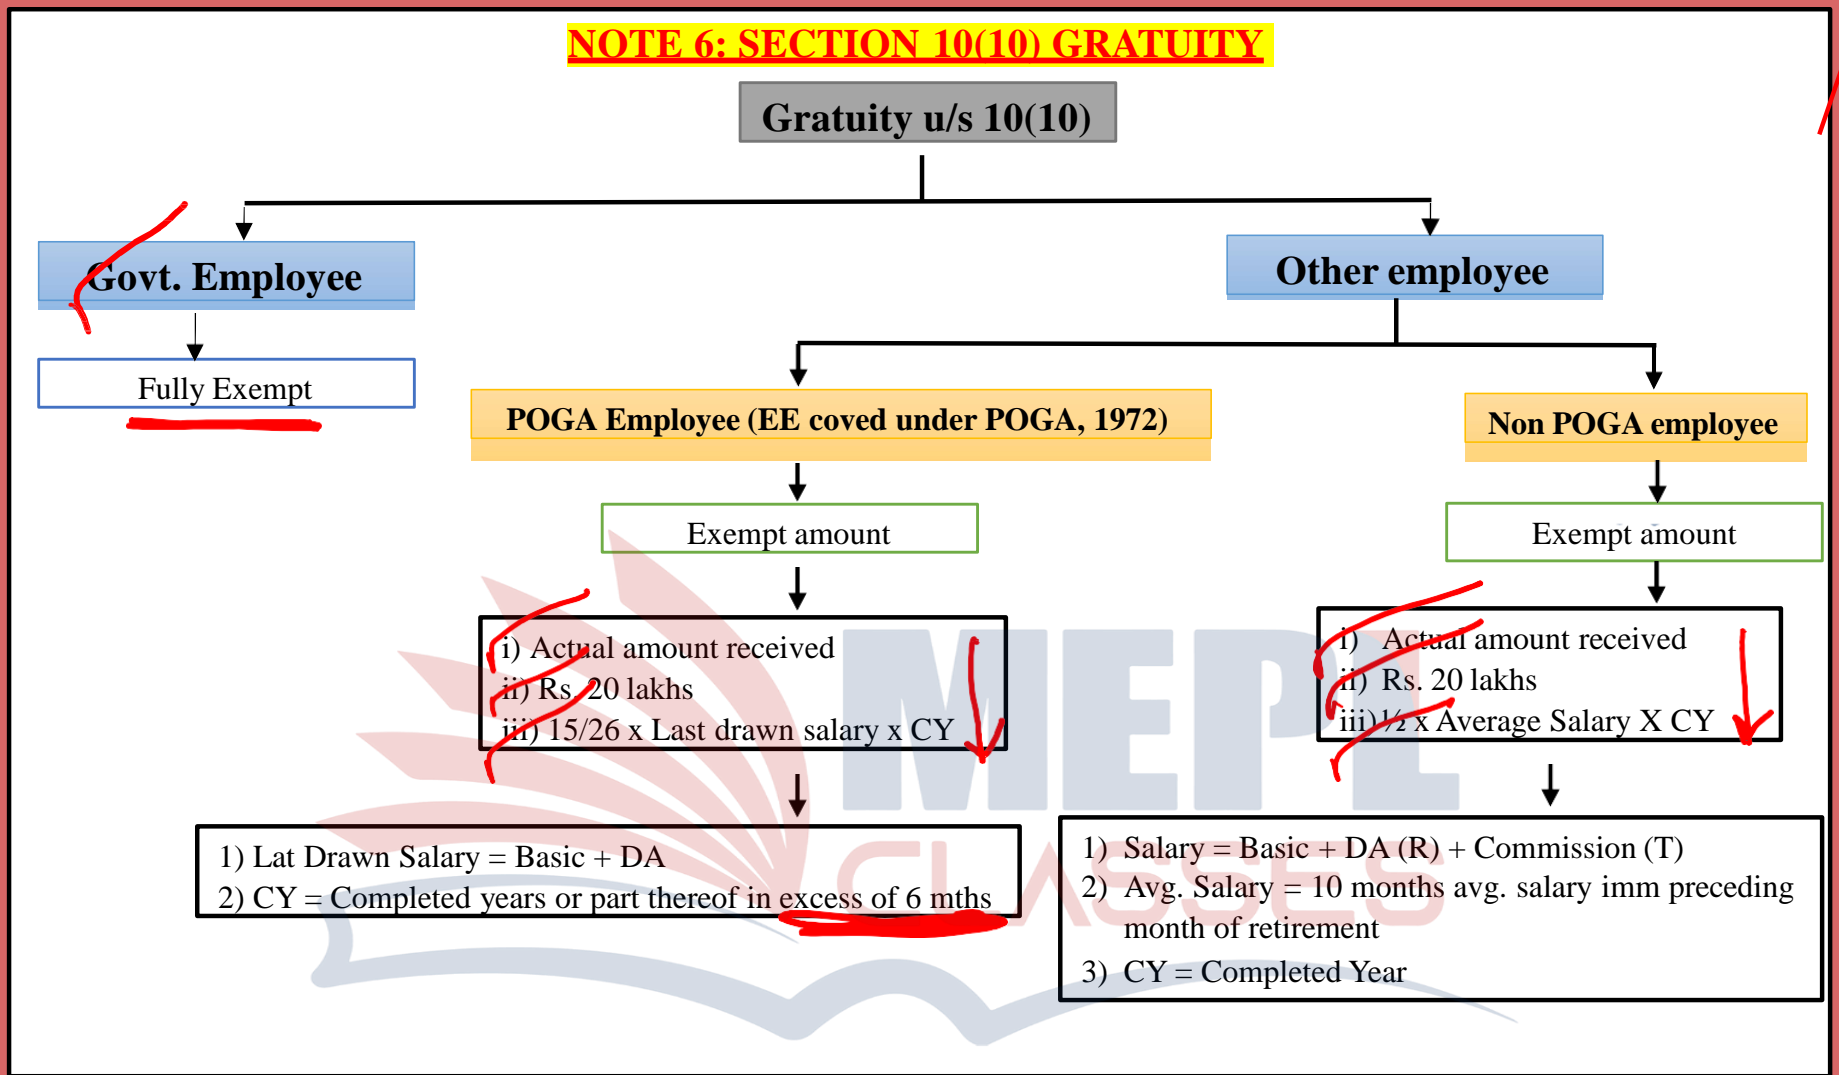 NOTE 6: SECTION 10(10) GRATUITY
Gratuity u/s 10(10)
Govt. Employee
Other employee
Fully Exempt
POGA Employee (EE coved under POGA, 1972)
Non POGA employee
Exempt amount
Exempt amount
i) Actual amount received
ii) Rs. 20 lakhs
iii) 15/26 x Last drawn salary x CY
i) Actual amount received
ii) Rs. 20 lakhs
iii) ½ x Average Salary X CY
1) Lat Drawn Salary = Basic + DA
2) CY = Completed years or part thereof in excess of 6 mths
1) Salary = Basic + DA (R) + Commission (T)
2) Avg. Salary = 10 months avg. salary imm preceding
month of retirement
3) CY = Completed Year
MEPL
CLASSES